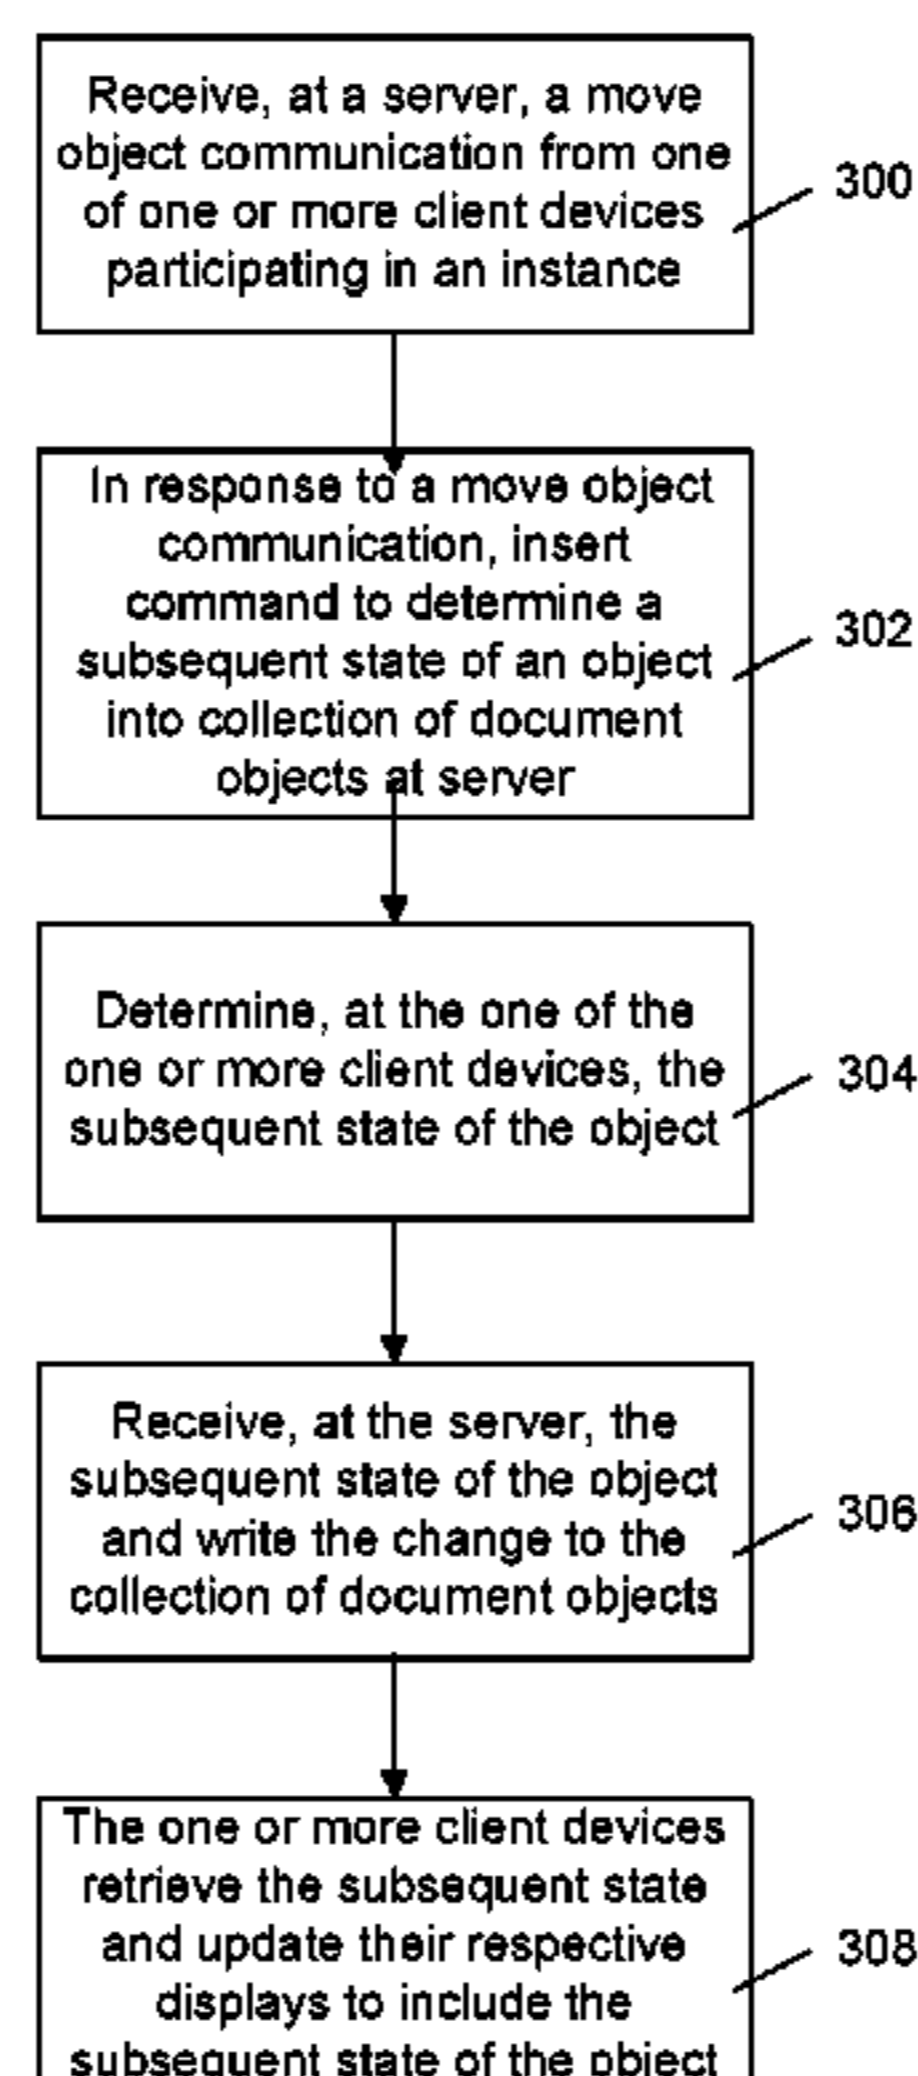 Receive, at a server, a move
object communication from one
of one or more client devices
participating in an instance
300
In response to a move object
communication, insert
command to determine a
subsequent state of an object
into collection of document
objects at server
302
Determine, at the one of the
one or more client devices, the
subsequent state of the object
304
Receive, at the server, the
subsequent state of the object
and write the change to the
collection of document objects
306
The one or more client devices
retrieve the subsequent state
and update their respective
displays to include the
subsequent state of the object
308